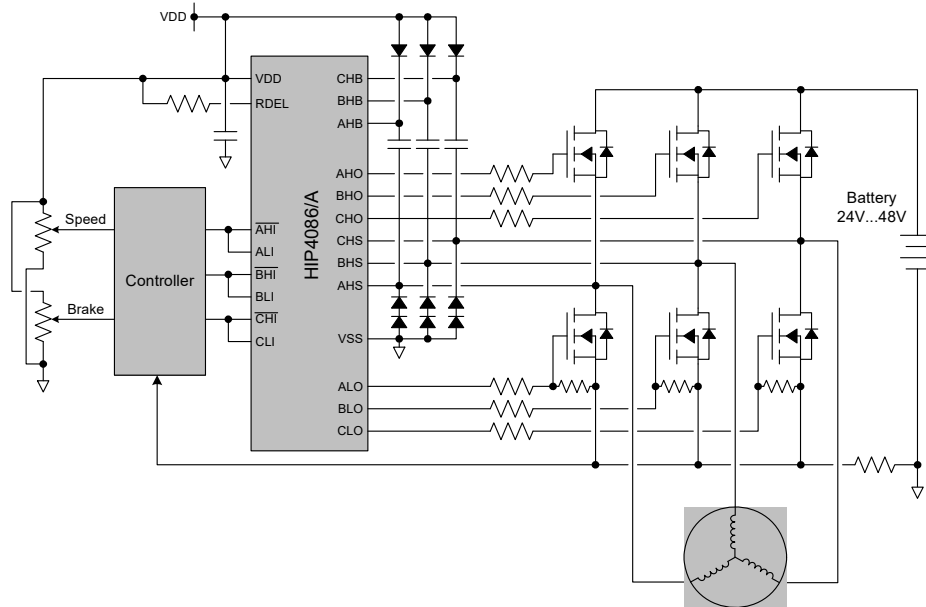 VDD
VDD
RDEL
CHB
BHB
AHB
AHO
BHO
CHO
CHS
BHS
AHS
VSS
ALO
BLO
CLO
HIP4086/A
AHI
ALI
BHI
BLI
CHI
CLI
Controller
Speed
Brake
Battery
24V...48V